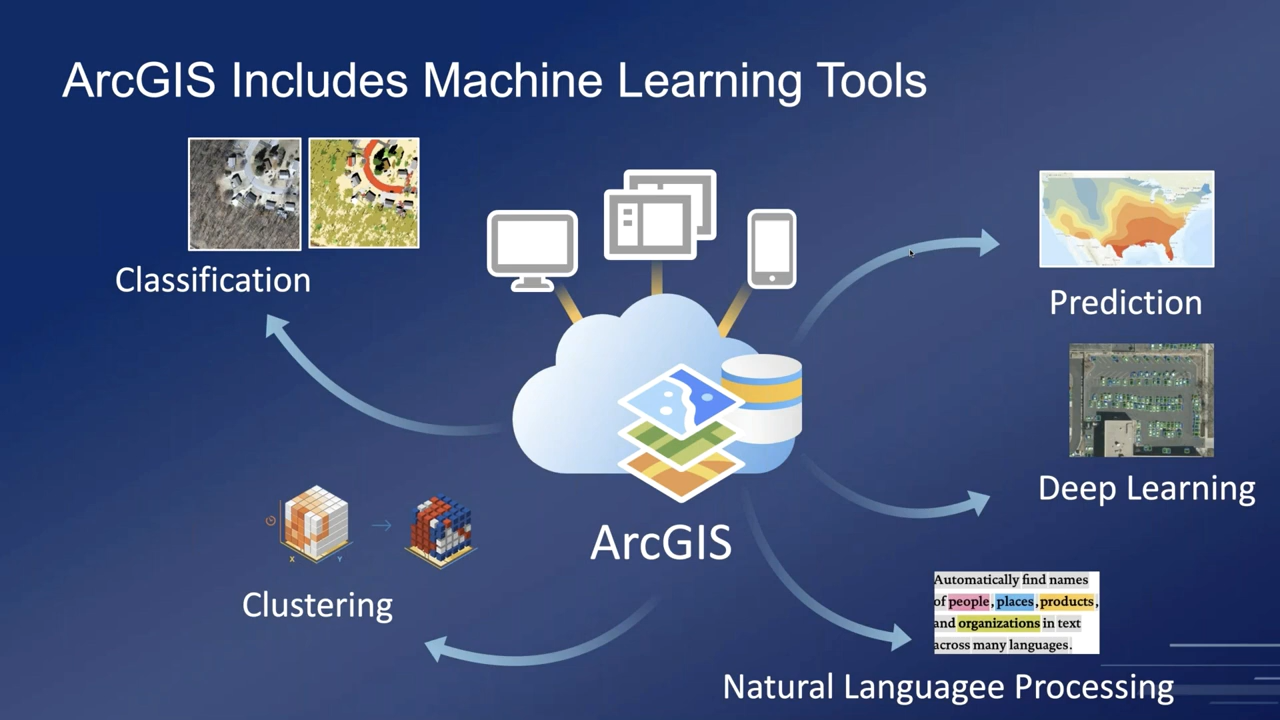 ArcGIS Includes Machine Learning Tools
Classification
Prediction
Deep Learning
ArcGIS
X Y
Clustering
Automatically find names
of people, places, products,
and organizations in text
across many languages.
Natural Languagee Processing